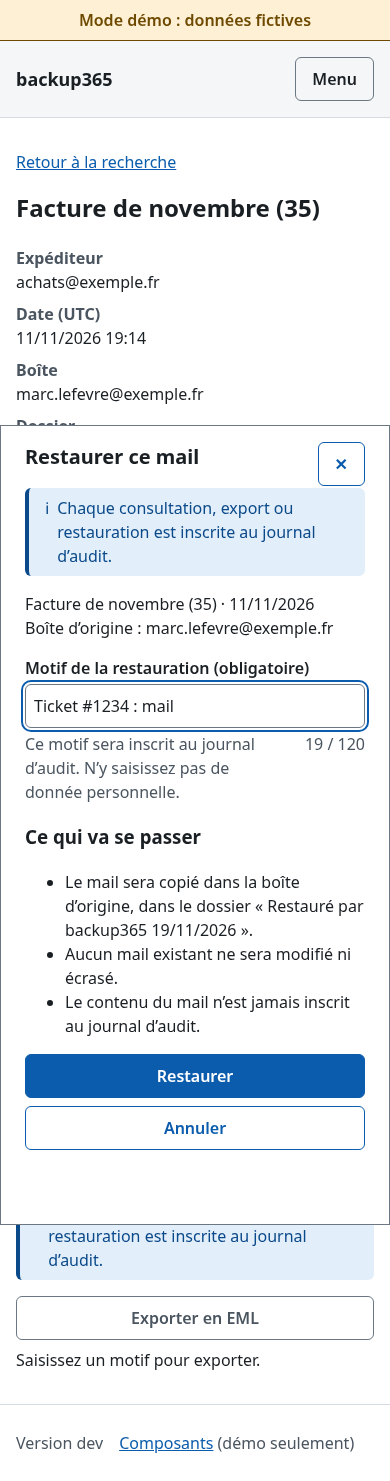 Mode démo : données fictives
backup365
Menu
Retour à la recherche
Facture de novembre (35)
Expéditeur
achats@exemple.fr
Date (UTC)
11/11/2026 19:14
Boîte
marc.lefevre@exemple.fr
Dossier
Restaurer ce mail
×
i Chaque consultation, export ou
restauration est inscrite au journal
d’audit.
Facture de novembre (35) · 11/11/2026
Boîte d’origine : marc.lefevre@exemple.fr
Motif de la restauration (obligatoire)
Ticket #1234 : mail
Ce motif sera inscrit au journal 19 / 120
d’audit. N’y saisissez pas de
donnée personnelle.
Ce qui va se passer
• Le mail sera copié dans la boîte
d’origine, dans le dossier « Restauré par
backup365 19/11/2026 ».
• Aucun mail existant ne sera modifié ni
écrasé.
• Le contenu du mail n’est jamais inscrit
au journal d’audit.
Restaurer
Annuler
restauration est inscrite au journal
d’audit.
Exporter en EML
Saisissez un motif pour exporter.
Version dev Composants (démo seulement)